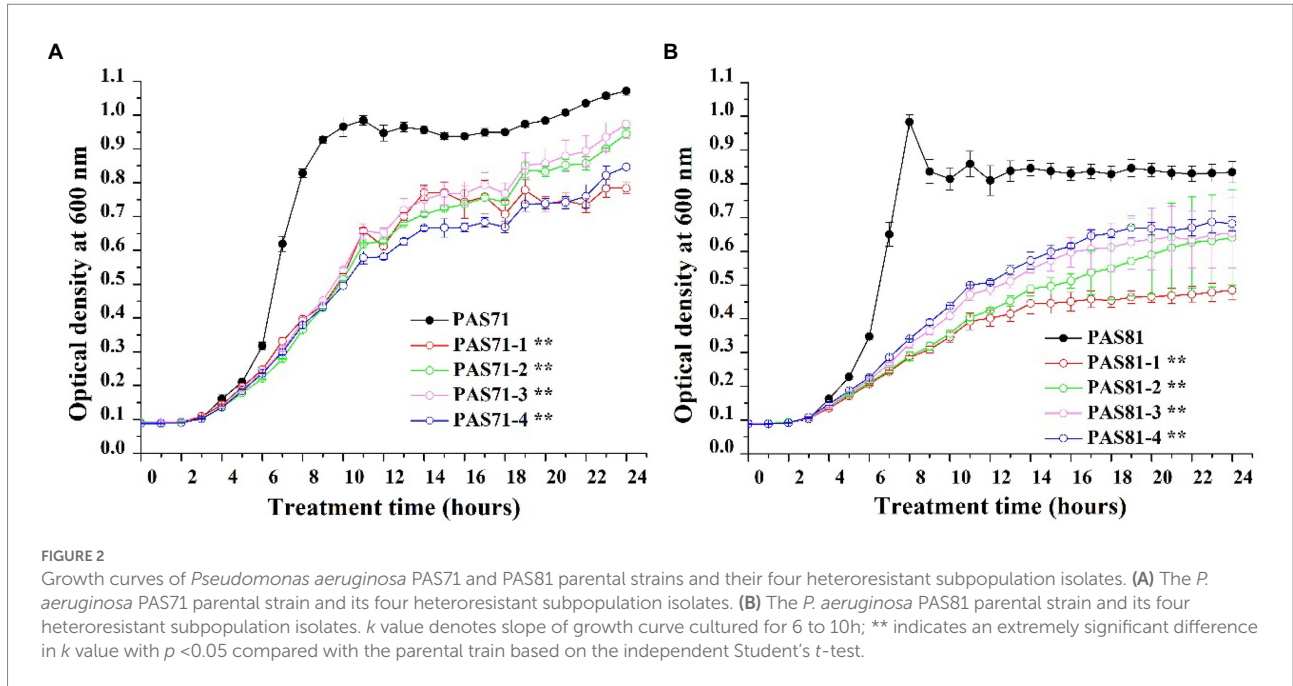 A
B
1.1
1.0
0.9
0.8
0.7
0.6
0.5
0.4
0.3
0.2
0.1
0.0
Optical density at 600 nm
0 2 4 6 8 10 12 14 16 18 20 22 24
Treatment time (hours)
PAS71
PAS71-1 **
PAS71-2 **
PAS71-3 **
PAS71-4 **
1.1
1.0
0.9
0.8
0.7
0.6
0.5
0.4
0.3
0.2
0.1
0.0
Optical density at 600 nm
0 2 4 6 8 10 12 14 16 18 20 22 24
Treatment time (hours)
PAS81
PAS81-1 **
PAS81-2 **
PAS81-3 **
PAS81-4 **
FIGURE 2
Growth curves of Pseudomonas aeruginosa PAS71 and PAS81 parental strains and their four heteroresistant subpopulation isolates. (A) The P.
aeruginosa PAS71 parental strain and its four heteroresistant subpopulation isolates. (B) The P. aeruginosa PAS81 parental strain and its four
heteroresistant subpopulation isolates. k value denotes slope of growth curve cultured for 6 to 10h; ** indicates an extremely significant difference
in k value with p <0.05 compared with the parental train based on the independent Student's t-test.